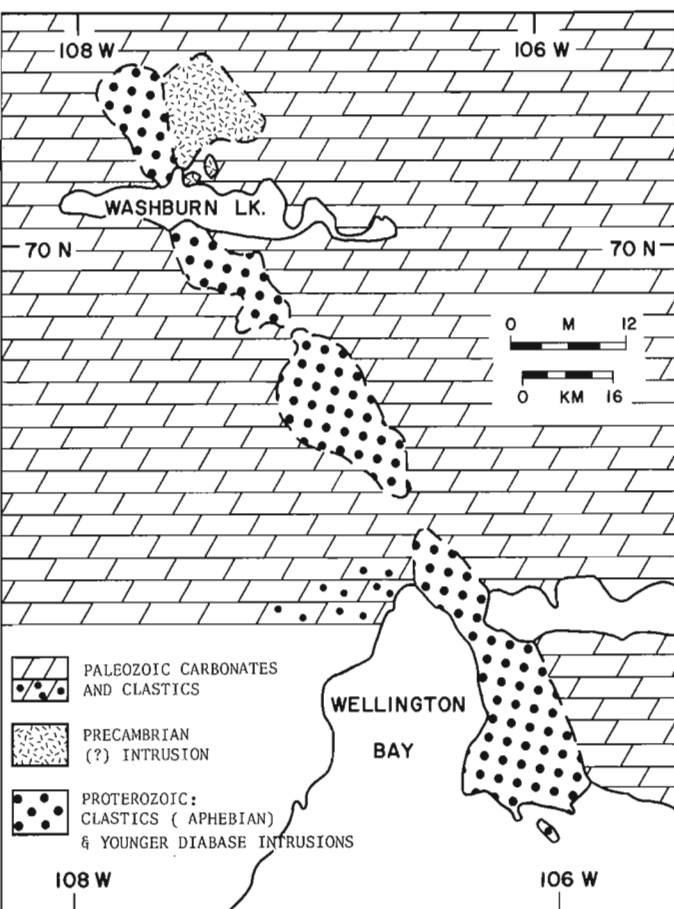 108 W 106 W
WASHBURN LK.
70 N 70 N
0 M 12
0 KM 16
PALEOZOIC CARBONATES
AND CLASTICS
WELLINGTON
BAY
PRECAMBRIAN
(?) INTRUSION
PROTEROZOIC:
CLASTICS ( APHEBIAN)
& YOUNGER DIABASE INTRUSIONS
108 W 106 W